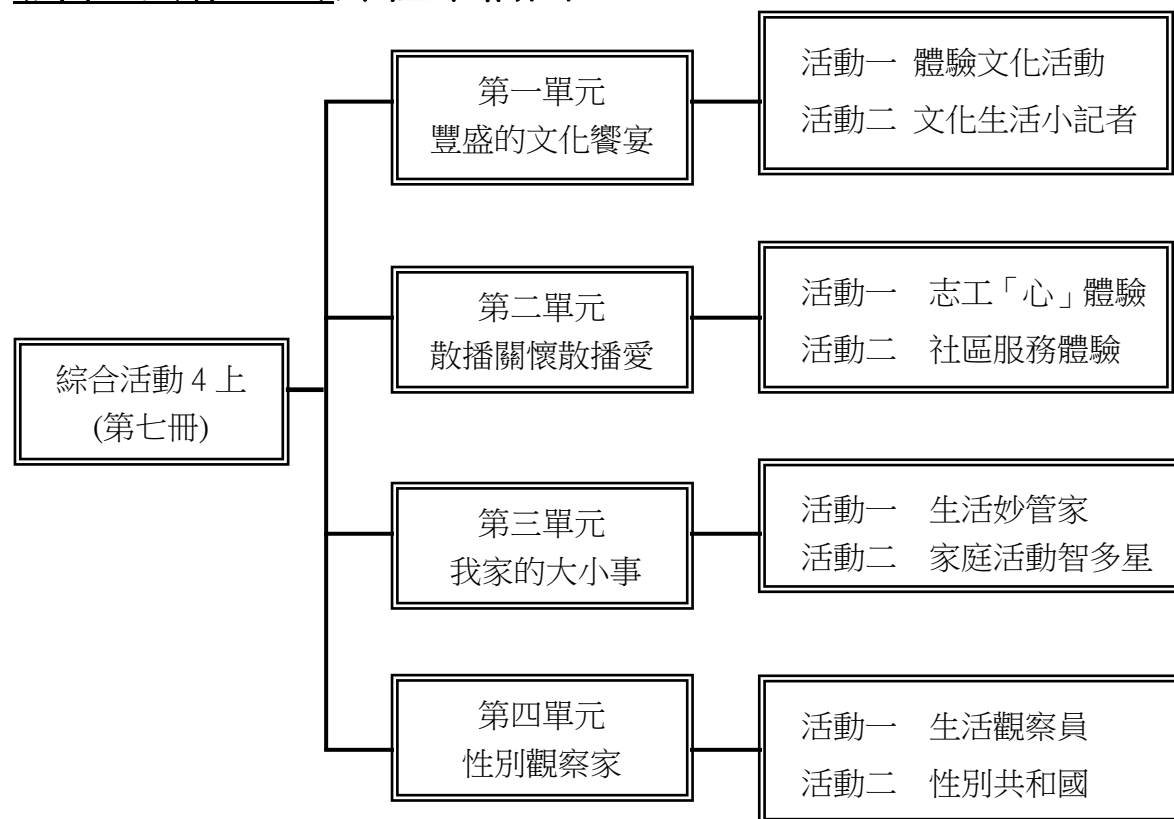 綜合活動 4 上
(第七冊)
第一單元
豐盛的文化饗宴
活動一 體驗文化活動
活動二 文化生活小記者
第二單元
散播關懷散播愛
活動一 志工「心」體驗
活動二 社區服務體驗
第三單元
我家的大小事
活動一 生活妙管家
活動二 家庭活動智多星
第四單元
性別觀察家
活動一 生活觀察員
活動二 性別共和國